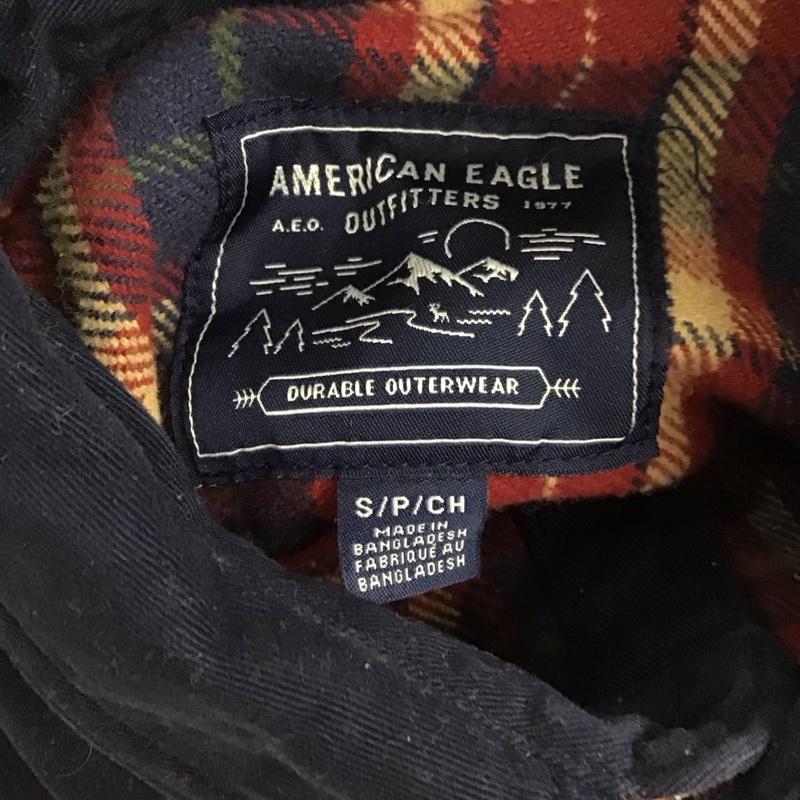 AMERICAN EAGLE
A.E.O. OUTFITTERS 1977
DURABLE OUTERWEAR
S/P/CH
MADE IN
BANGLADESH
FABRIQUÉ AU
BANGLADESH